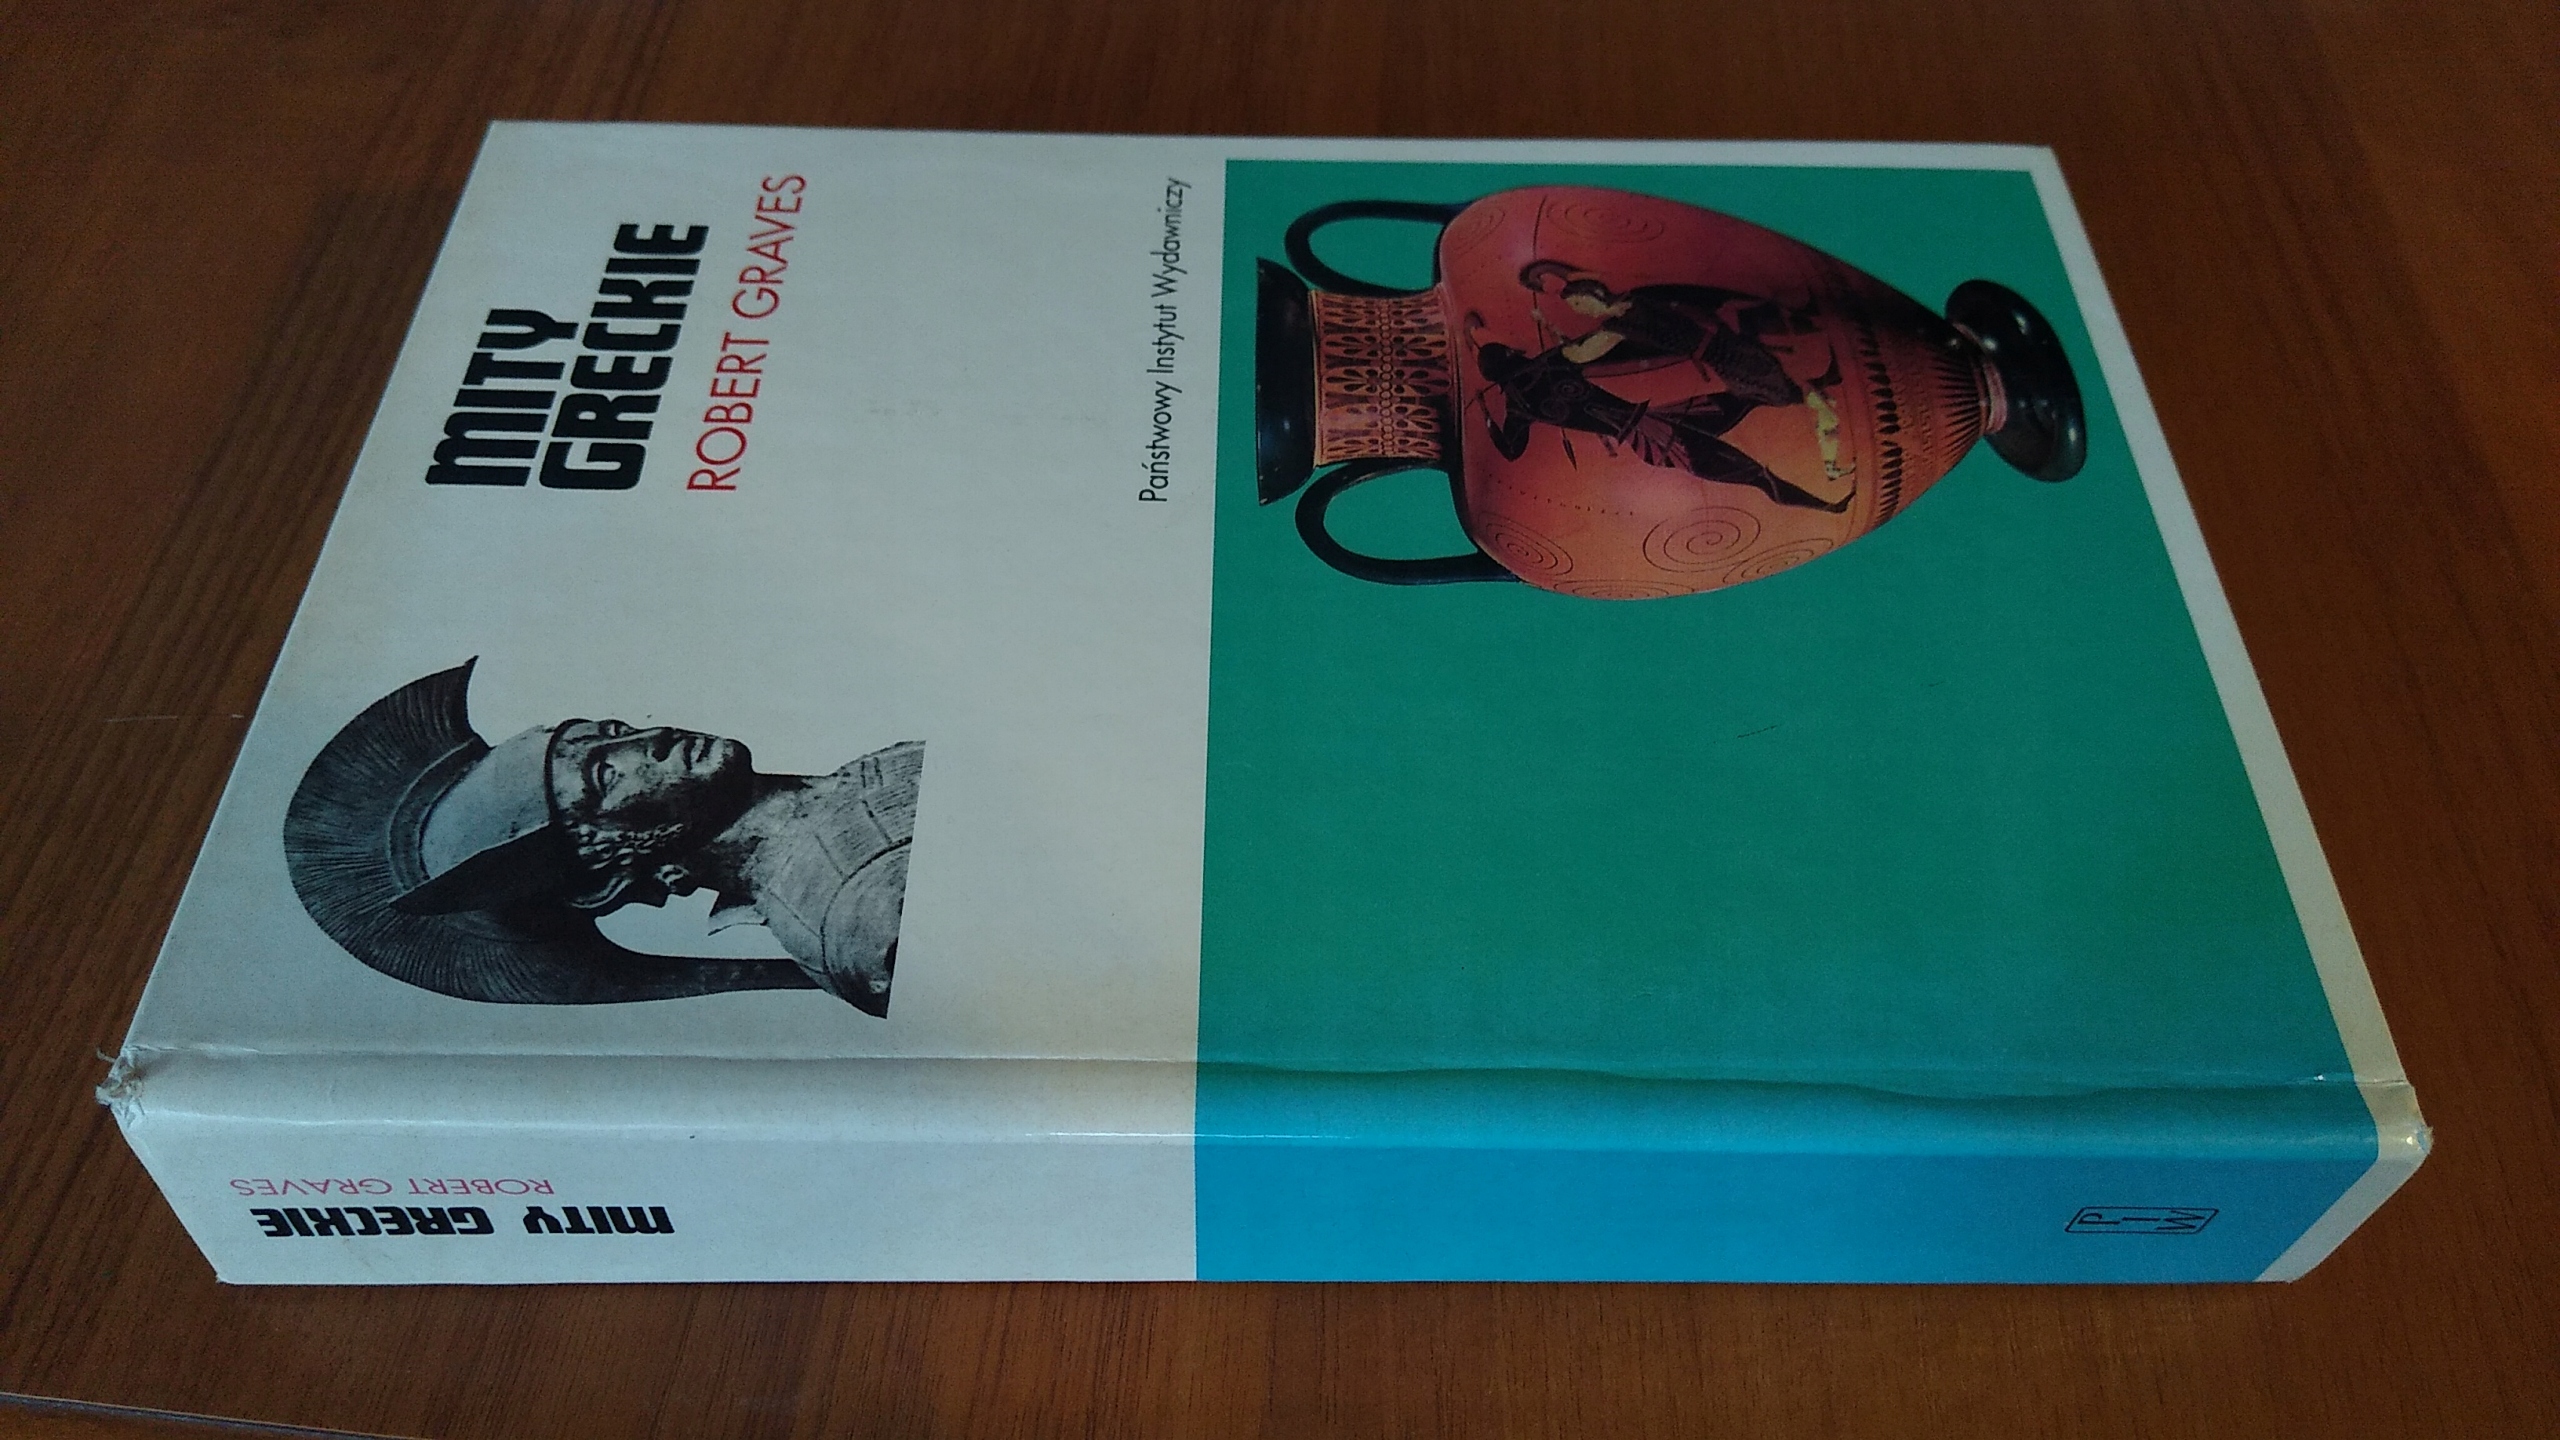 MITY
GRECKIE
ROBERT GRAVES
Państwowy Instytut Wydawniczy
ROBERT GRAVES
MITY GRECKIE
PIW